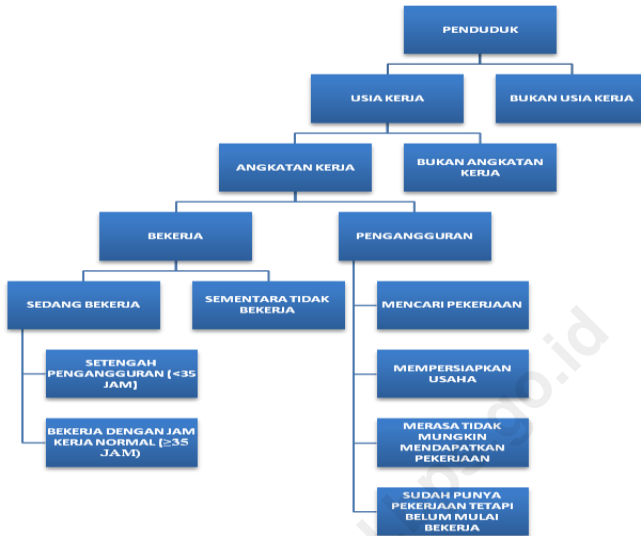 PENDUDUK
USIA KERJA
BUKAN USIA KERJA
ANGKATAN KERJA
BUKAN ANGKATAN
KERJA
BEKERJA
PENGANGGURAN
SEDANG BEKERJA
SEMENTARA TIDAK
BEKERJA
MENCARI PEKERJAAN
SETENGAH
PENGANGGURAN (<35
JAM)
MEMPERSIAPKAN
USAHA
BEKERJA DENGAN JAM
KERJA NORMAL (≥35
JAM)
MERASA TIDAK
MUNGKIN
MENDAPATKAN
PEKERJAAN
SUDAH PUNYA
PEKERJAAN TETAPI
BELUM MULAI
BEKERJA
go.id